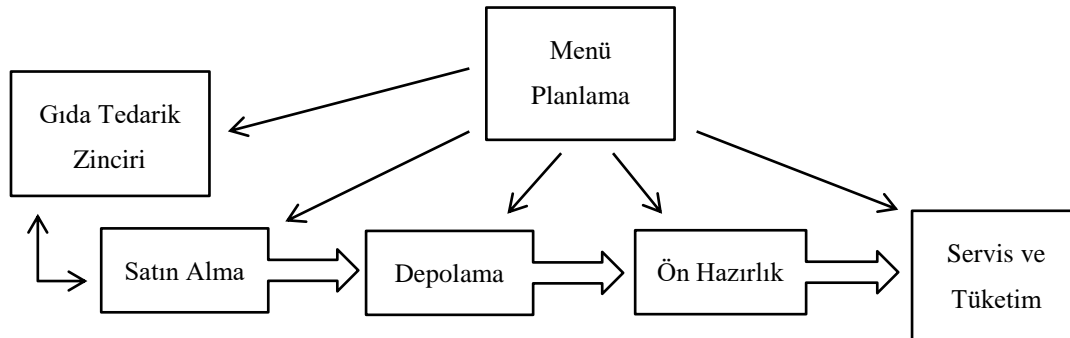 Menü
Planlama
Gıda Tedarik
Zinciri
Satın Alma
Depolama
Ön Hazırlık
Servis ve
Tüketim